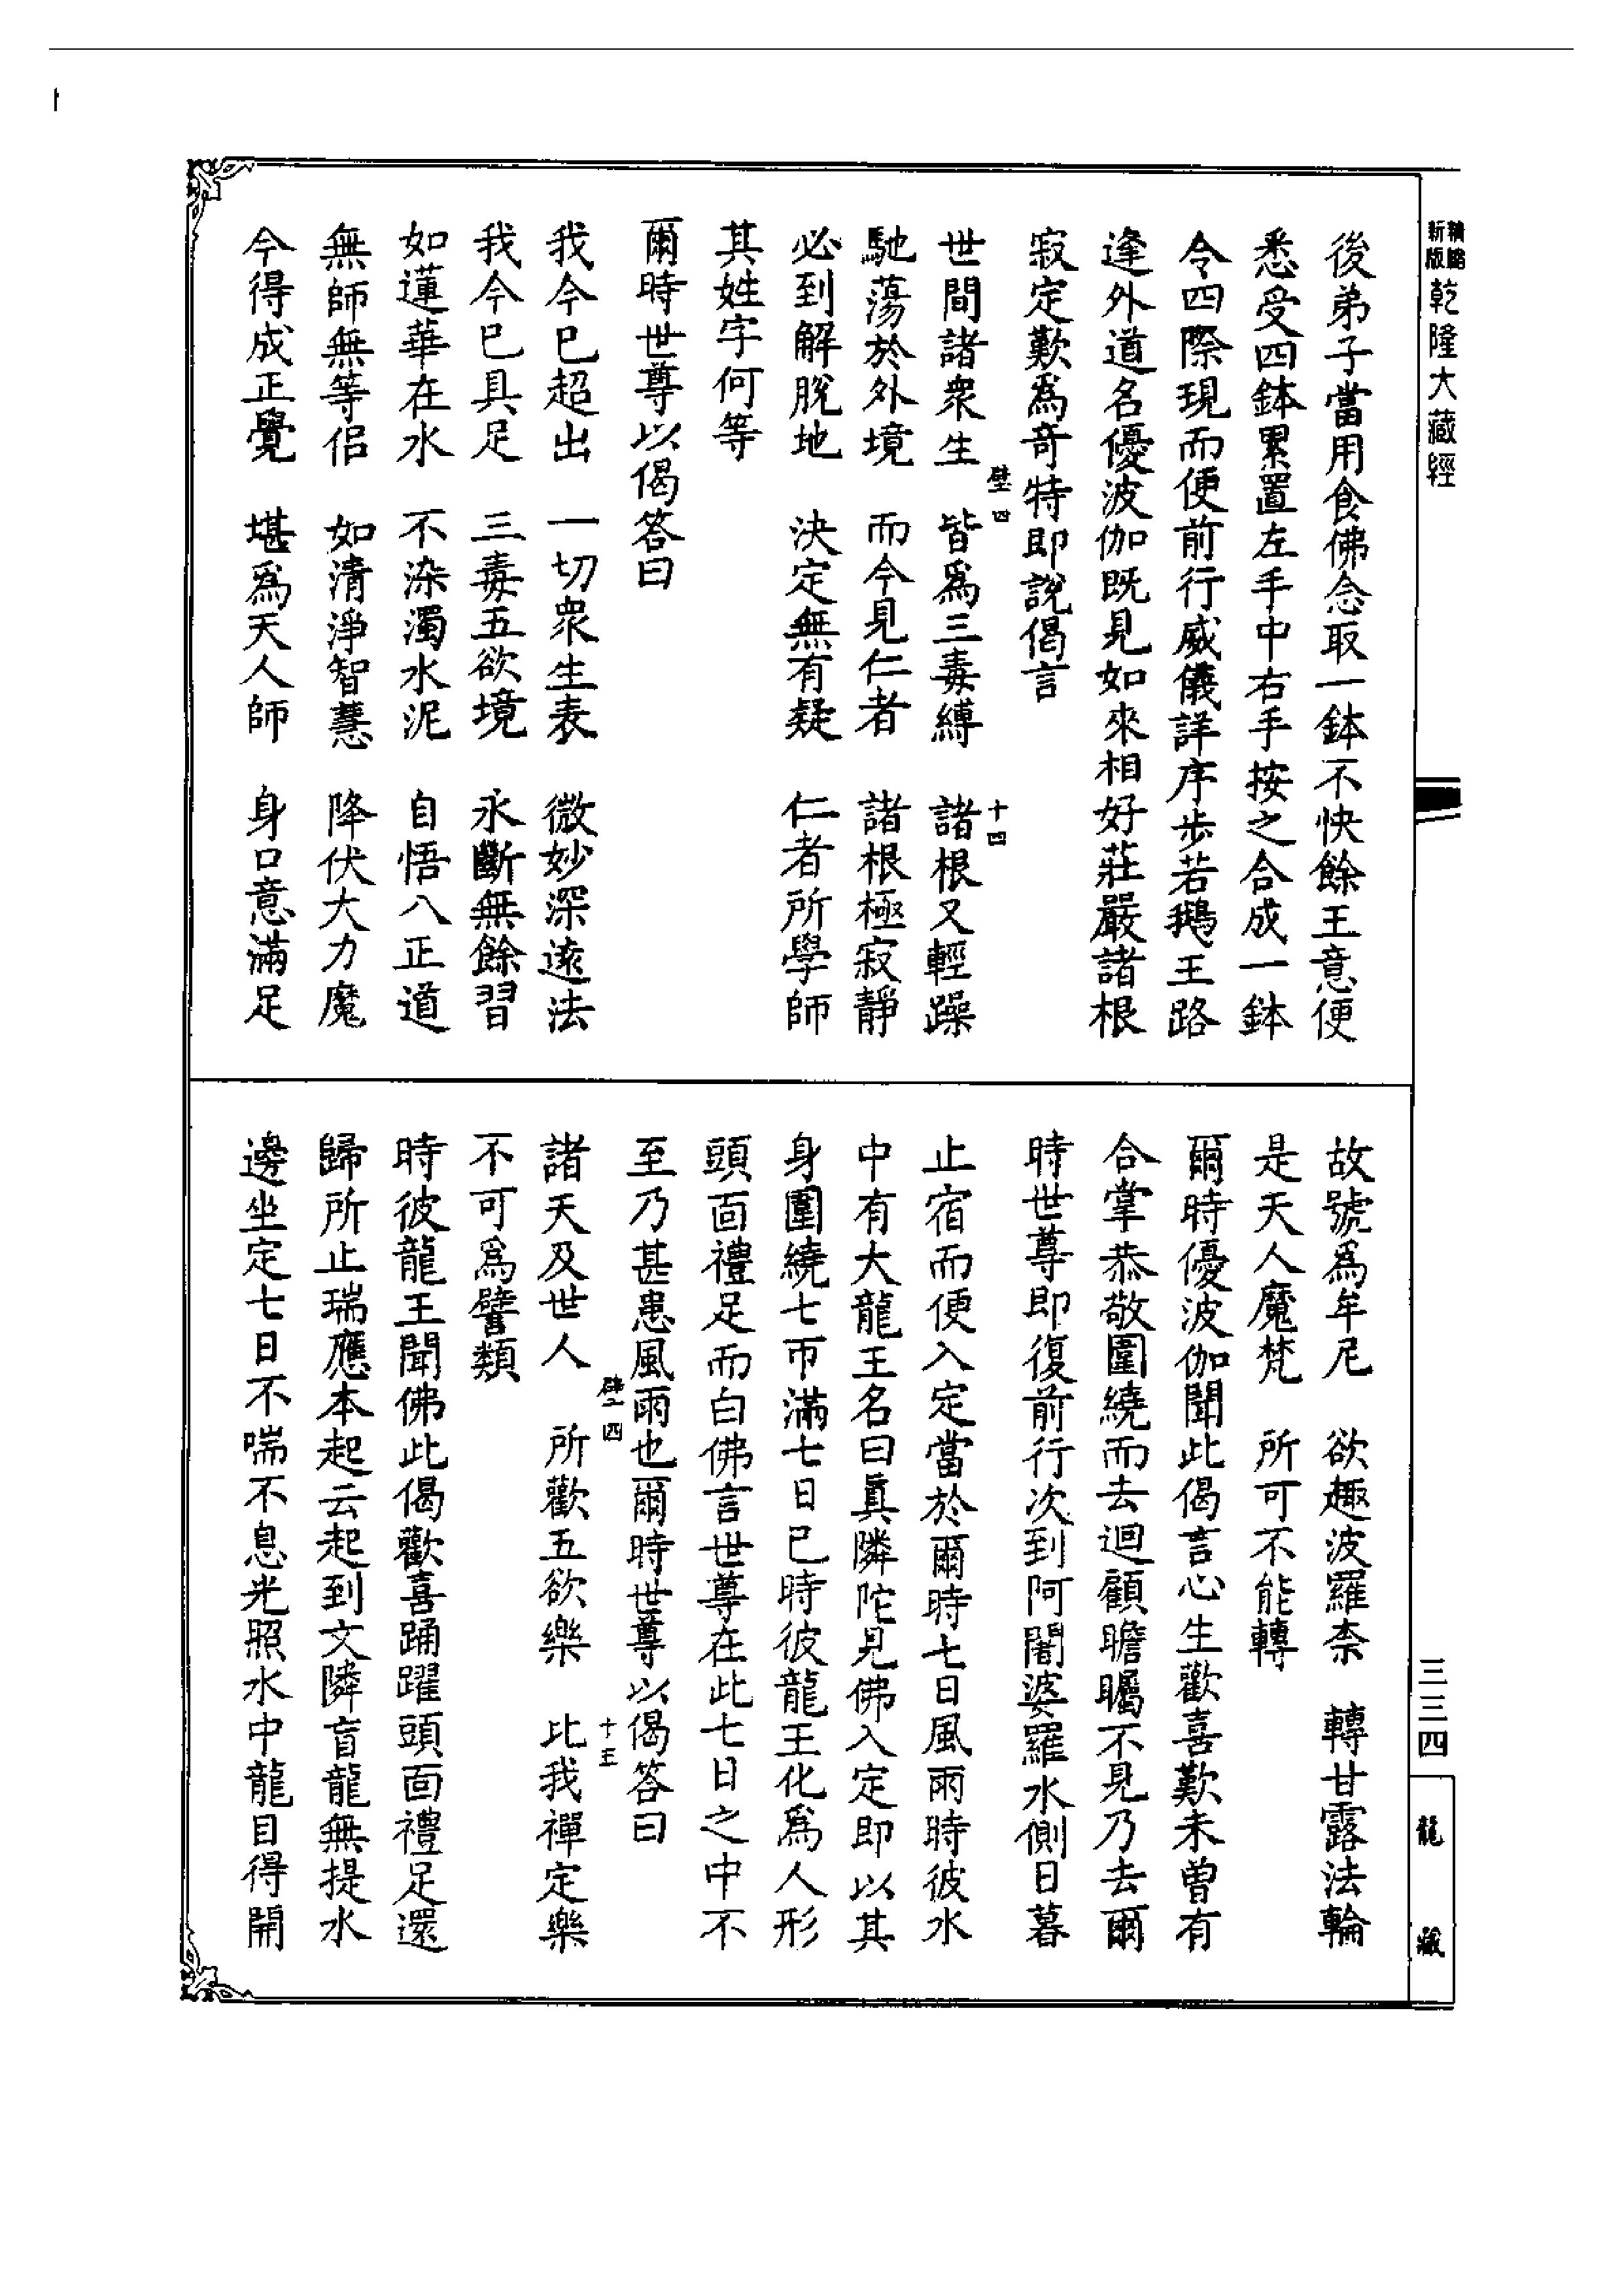 新版 精縮 乾隆大藏經
後弟子當用食佛念取一鉢不快餘王意便
悉受四鉢累置左手中右手按之合成一鉢
令四際現而便前行威儀詳序步若鵝王路
逢外道名優波伽既見如來相好莊嚴諸根
寂定歎爲奇特即說偈言
壁四 十四
世間諸衆生 皆爲三毒縛 諸根又輕躁
馳蕩於外境 而今見仁者 諸根極寂靜
必到解脫地 決定無有疑 仁者所學師
其姓字何等
爾時世尊以偈答曰
我今已超出 一切衆生表 微妙深遠法
我今已具足 三毒五欲境 永斷無餘習
如蓮華在水 不染濁水泥 自悟八正道
無師無等侶 如清淨智慧 降伏大力魔
今得成正覺 堪爲天人師 身口意滿足
故號爲牟尼 欲趣波羅柰 轉甘露法輪
是天人魔梵 所可不能轉
爾時優波伽聞此偈言心生歡喜歎未曾有
合掌恭敬圍繞而去迴顧瞻矚不見乃去爾
時世尊即復前行次到阿闍婆羅水側日暮
止宿而便入定當於爾時七日風雨時彼水
中有大龍王名曰真隣陀見佛入定即以其
身圍繞七帀滿七日已時彼龍王化爲人形
頭面禮足而白佛言世尊在此七日之中不
至乃甚患風雨也爾時世尊以偈答曰
壁四 十五
諸天及世人 所歡五欲樂 比我禪定樂
不可爲譬類
時彼龍王聞佛此偈歡喜踊躍頭面禮足還
歸所止瑞應本起云起到文隣盲龍無提水
邊坐定七日不喘不息光照水中龍目得開
三三四
龍藏